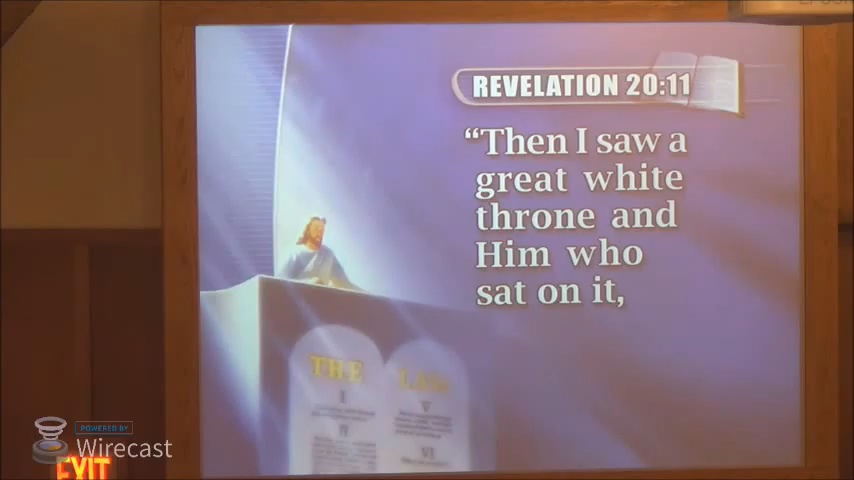 REVELATION 20:11
“Then I saw a
great white
throne and
Him who
sat on it,
THE LAW
I
V
II
VI
POWERED BY
Wirecast
EXIT